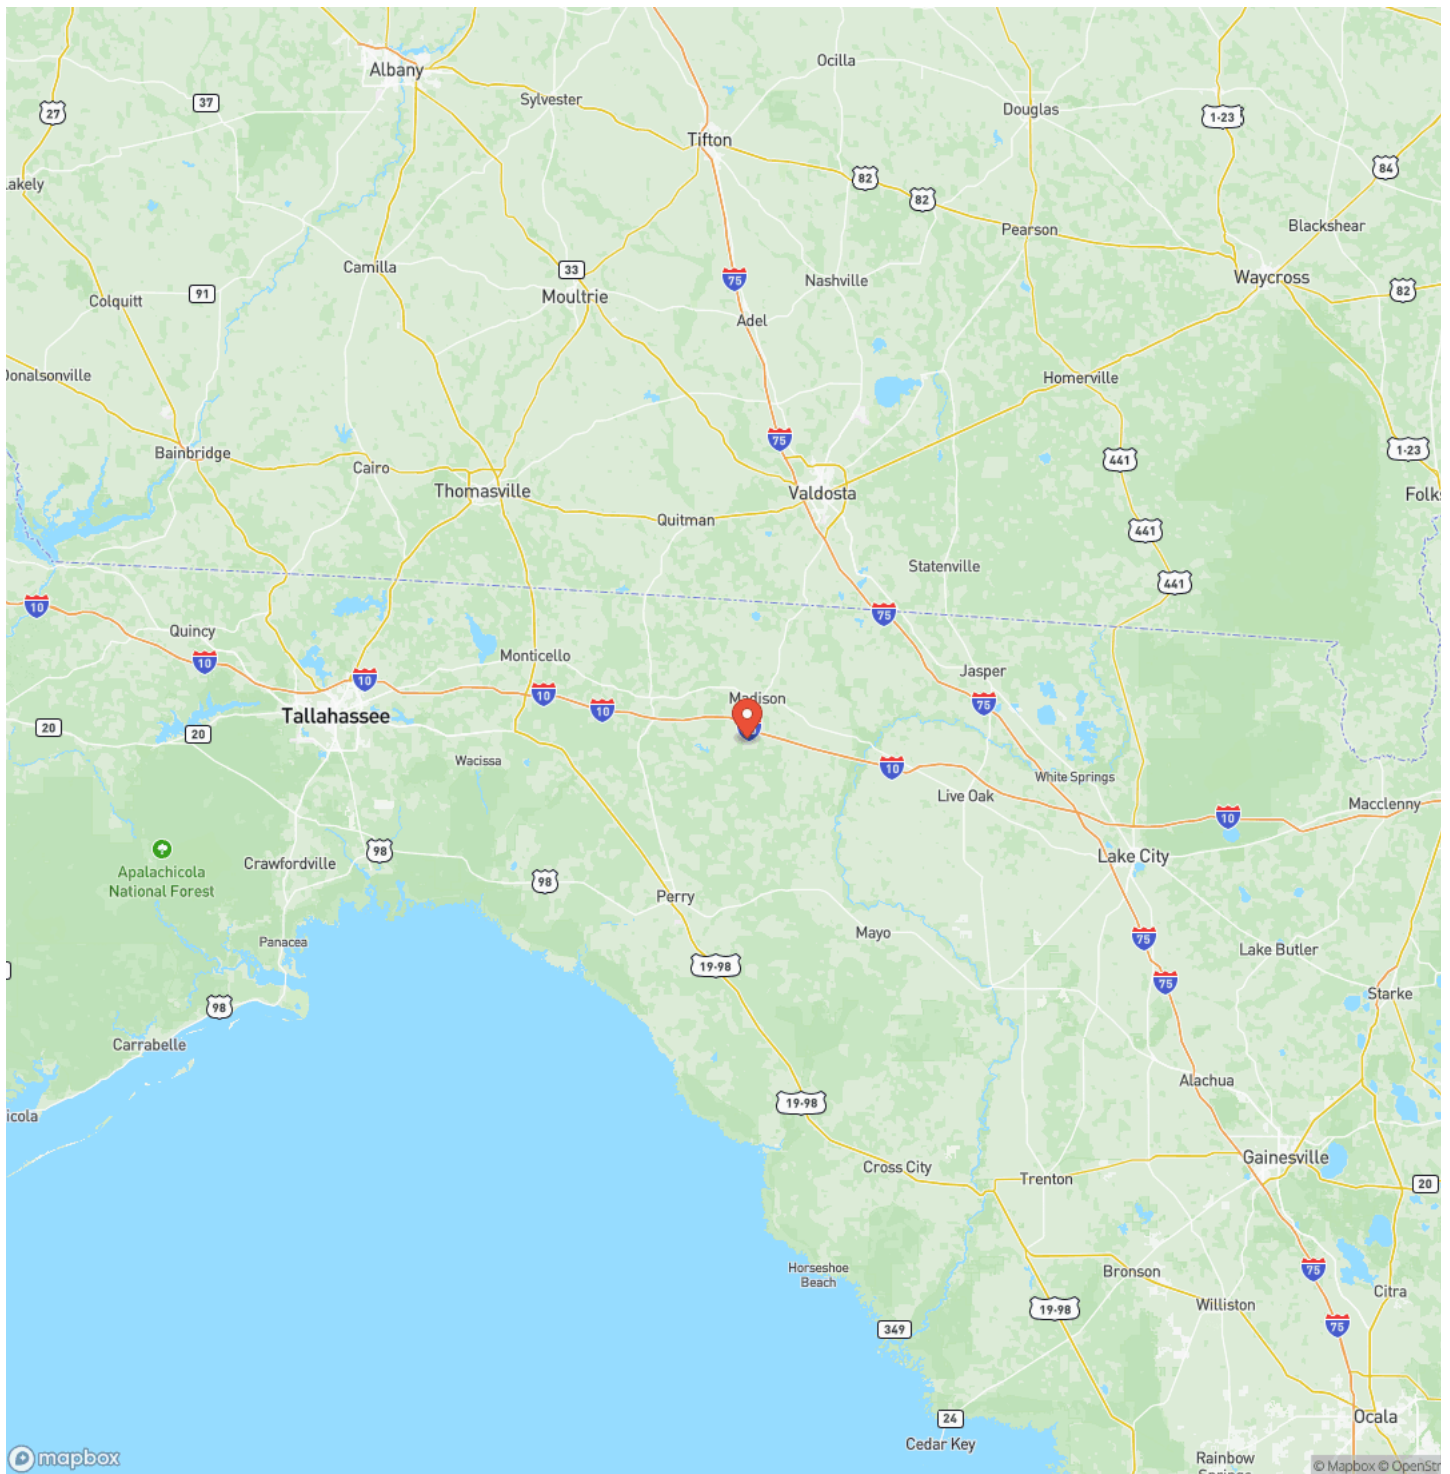 Albany
Ocilla
Sylvester
37
27
Douglas
1-23
Tifton
84
akely
82
82
Blackshear
Pearson
Camilla
33
75
Nashville
Waycross
91
Colquitt
Moultrie
82
Adel
Donalsonville
Homerville
75
Bainbridge
Cairo
441
1-23
Thomasville
Valdosta
Folks
Quitman
441
Statenville
441
10
75
Quincy
10
Monticello
10
Jasper
10
Madison
75
10
Tallahassee
20
20
Wacissa
10
White Springs
Live Oak
Macclenny
10
98
Apalachicola
National Forest
Crawfordville
Lake City
98
Perry
Mayo
75
Panacea
Lake Butler
19-98
75
Starke
98
Carrabelle
Alachua
19-98
icola
Gainesville
Cross City
Trenton
20
Horseshoe
Beach
Bronson
75
Citra
Williston
19-98
349
75
24
Ocala
Cedar Key
Rainbow
Springs
mapbox
© Mapbox © OpenStr